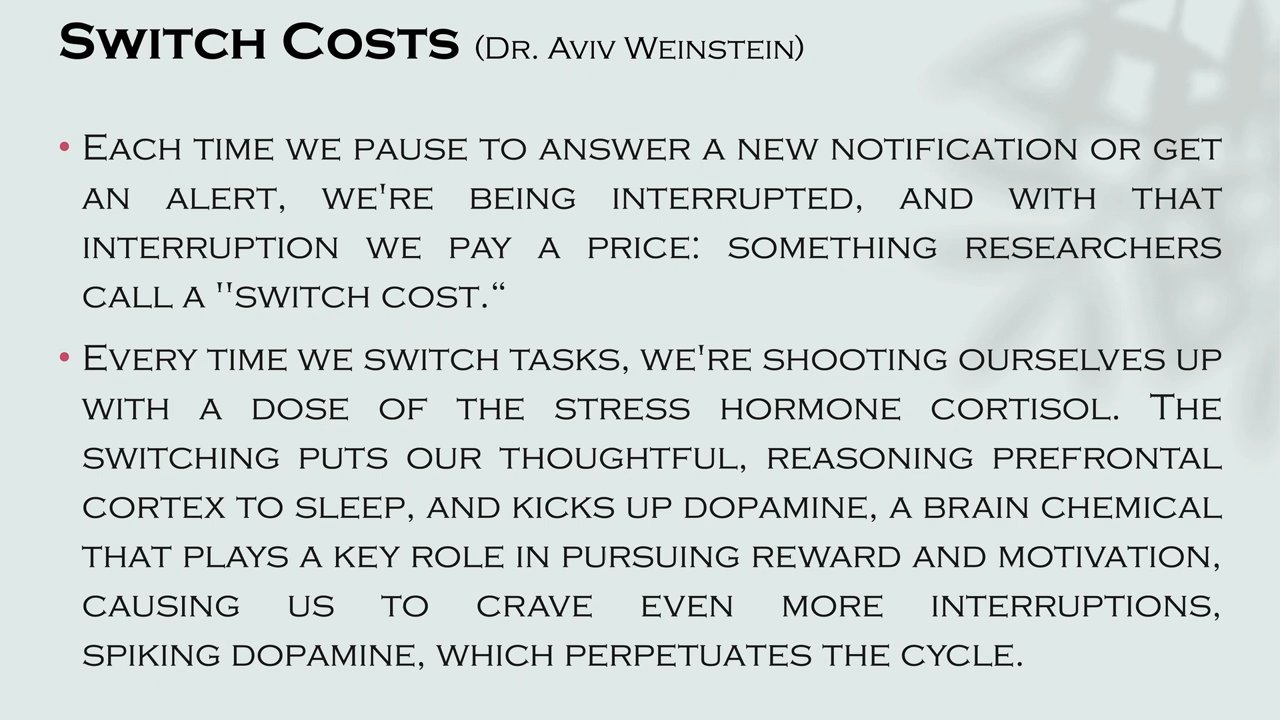 Switch Costs (Dr. Aviv Weinstein)
• Each time we pause to answer a new notification or get
an alert, we're being interrupted, and with that
interruption we pay a price: something researchers
call a "switch cost.“
• Every time we switch tasks, we're shooting ourselves up
with a dose of the stress hormone cortisol. The
switching puts our thoughtful, reasoning prefrontal
cortex to sleep, and kicks up dopamine, a brain chemical
that plays a key role in pursuing reward and motivation,
causing us to crave even more interruptions,
spiking dopamine, which perpetuates the cycle.